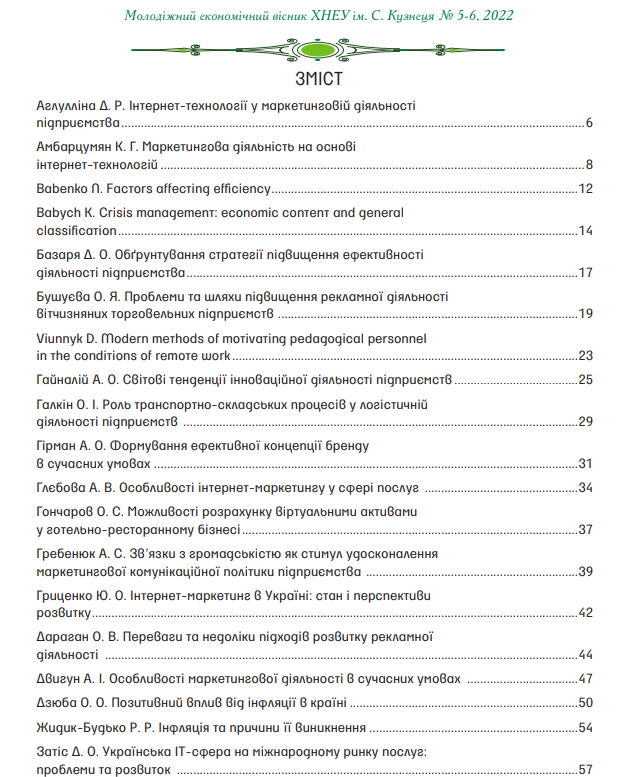 Молодіжний економічний вісник ХНЕУ ім. С. Кузнеця № 5-6, 2022
ЗМІСТ
Аглулліна Д. Р. Інтернет-технології у маркетинговій діяльності
підприємства 6
Амбарцумян К. Г. Маркетингова діяльність на основі
інтернет-технологій 8
Babenko Л. Factors affecting efficiency 12
Babych K. Crisis management: economic content and general
classification 14
Базаря Д. О. Обґрунтування стратегії підвищення ефективності
діяльності підприємства 17
Бушуєва О. Я. Проблеми та шляхи підвищення рекламної діяльності
вітчизняних торговельних підприємств 19
Viunnyk D. Modern methods of motivating pedagogical personnel
in the conditions of remote work 23
Гайналій А. О. Світові тенденції інноваційної діяльності підприємств 25
Галкін О. І. Роль транспортно-складських процесів у логістичній
діяльності підприємств 29
Гірман А. О. Формування ефективної концепції бренду
в сучасних умовах 31
Глєбова А. В. Особливості інтернет-маркетингу у сфері послуг 34
Гончаров О. С. Можливості розрахунку віртуальними активами
у готельно-ресторанному бізнесі 37
Гребенюк А. С. Зв’язки з громадськістю як стимул удосконалення
маркетингової комунікаційної політики підприємства 39
Гриценко Ю. О. Інтернет-маркетинг в Україні: стан і перспективи
розвитку 42
Дараган О. В. Переваги та недоліки підходів розвитку рекламної
діяльності 44
Двигун А. І. Особливості маркетингової діяльності в сучасних умовах 47
Дзюба О. О. Позитивний вплив від інфляції в країні 50
Жидик-Будько Р. Р. Інфляція та причини її виникнення 54
Затіс Д. О. Українська ІТ-сфера на міжнародному ринку послуг:
проблеми та розвиток 57